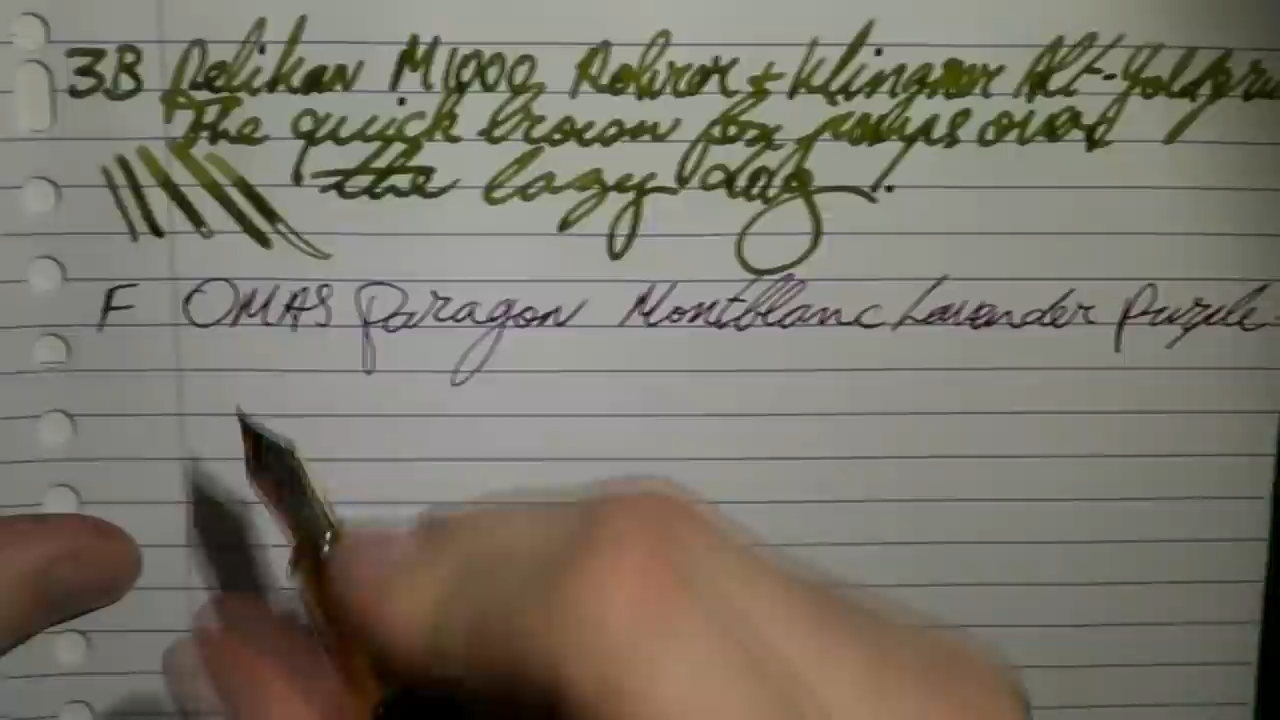 3B Pelikan M1000 Rohrer + Klingner Alt-Goldgrü
The quick brown fox jumps over
the lazy dog.
F OMAS Paragon Montblanc Lavender Purple